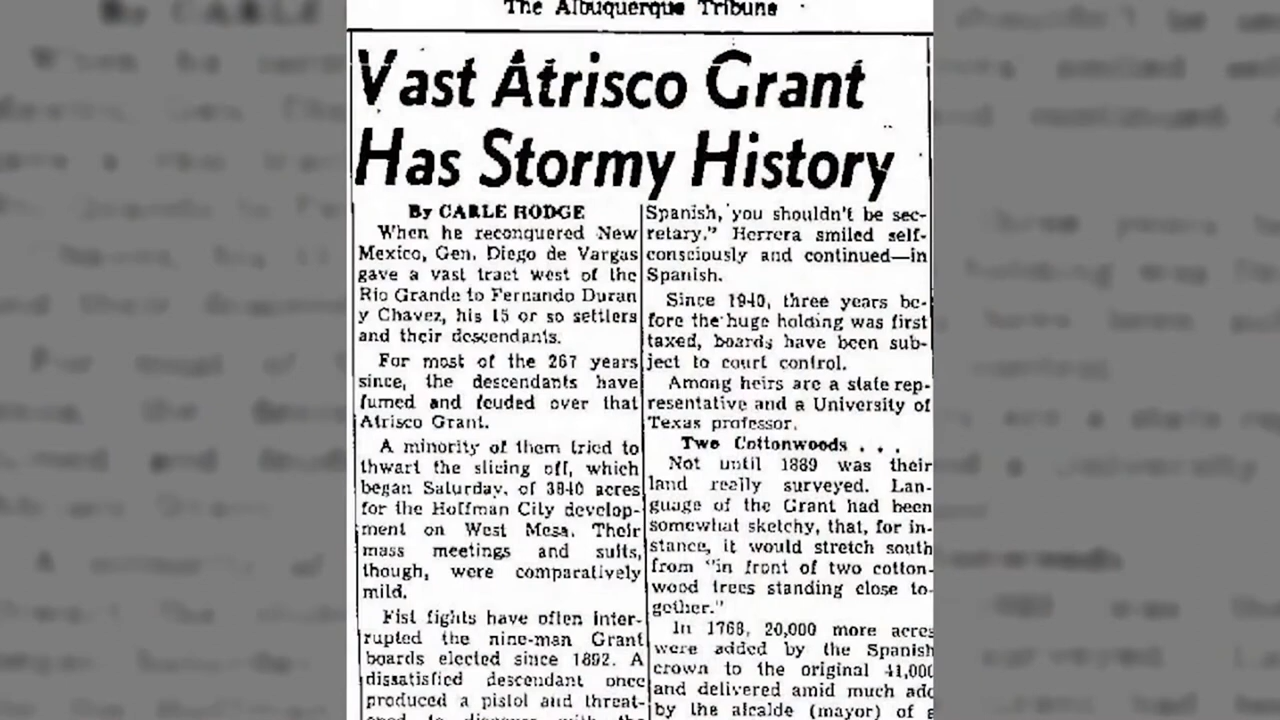 The Albuquerque Tribune
Vast Atrisco Grant
Has Stormy History
By CARLE HODGE
When he reconquered New
Mexico, Gen. Diego de Vargas
gave a vast tract west of the
Rio Grande to Fernando Duran
y Chavez, his 15 or so settlers
and their descendants.
For most of the 267 years
since, the descendants have
fumed and feuded over that
Atrisco Grant.
A minority of them tried to
thwart the slicing off, which
began Saturday, of 3840 acres
for the Hoffman City develop-
ment on West Mesa. Their
mass meetings and suits,
though, were comparatively
mild.
Fist fights have often inter-
rupted the nine-man Grant
boards elected since 1892. A
dissatisfied descendant once
produced a pistol and threat-
Spanish, you shouldn't be sec-
retary." Herrera smiled self-
consciously and continued—in
Spanish.
Since 1940, three years be-
fore the huge holding was first
taxed, boards have been sub-
ject to court control.
Among heirs are a state rep-
resentative and a University of
Texas professor.
Two Cottonwoods . . .
Not until 1889 was their
land really surveyed. Lan-
guage of the Grant had been
somewhat sketchy, that, for in-
stance, it would stretch south
from "in front of two cotton-
wood trees standing close to-
gether."
In 1768, 20,000 more acres
were added by the Spanish
crown to the original 41,000
and delivered amid much ado
by the alcalde (mayor) of a